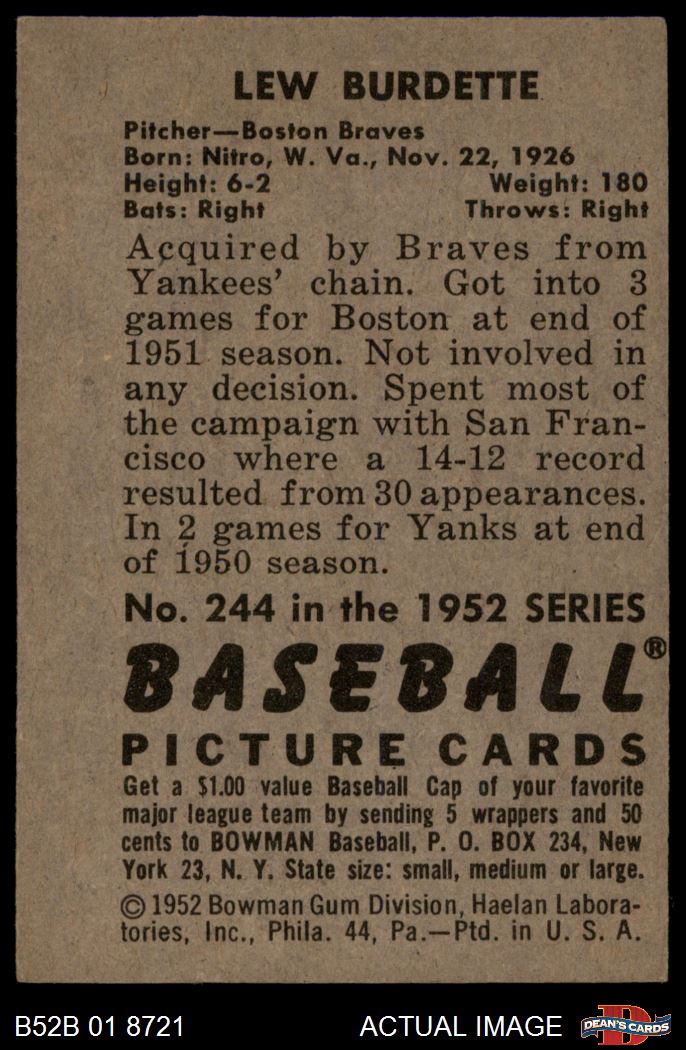 LEW BURDETTE
Pitcher—Boston Braves
Born: Nitro, W. Va., Nov. 22, 1926
Height: 6-2 Weight: 180
Bats: Right Throws: Right
Acquired by Braves from
Yankees' chain. Got into 3
games for Boston at end of
1951 season. Not involved in
any decision. Spent most of
the campaign with San Fran-
cisco where a 14-12 record
resulted from 30 appearances.
In 2 games for Yanks at end
of 1950 season.
No. 244 in the 1952 SERIES
BASEBALL®
PICTURE CARDS
Get a $1.00 value Baseball Cap of your favorite
major league team by sending 5 wrappers and 50
cents to BOWMAN Baseball, P. O. BOX 234, New
York 23, N. Y. State size: small, medium or large.
© 1952 Bowman Gum Division, Haelan Labora-
tories, Inc., Phila. 44, Pa.—Ptd. in U. S. A.
B52B 01 8721 ACTUAL IMAGE DEAN'S CARDS